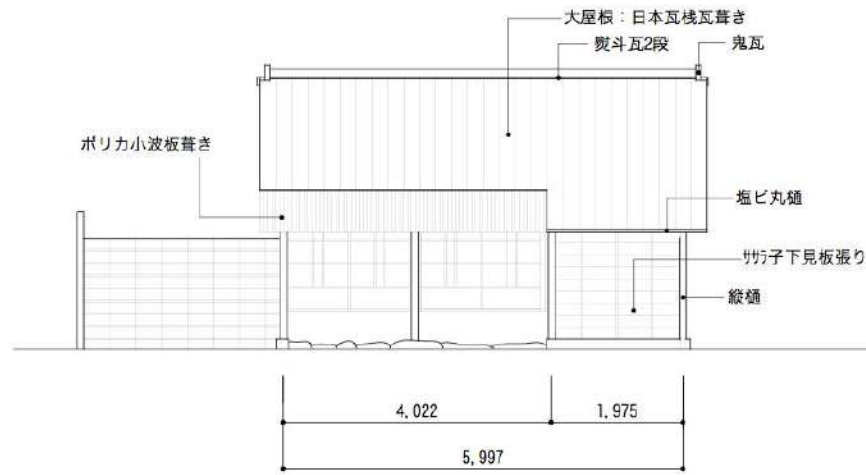 大屋根：日本瓦桟瓦葺き
熨斗瓦2段
鬼瓦
ポリカ小波板葺き
塩ビ丸樋
ｻｻﾗ子下見板張り
縦樋
4,022
1,975
5,997